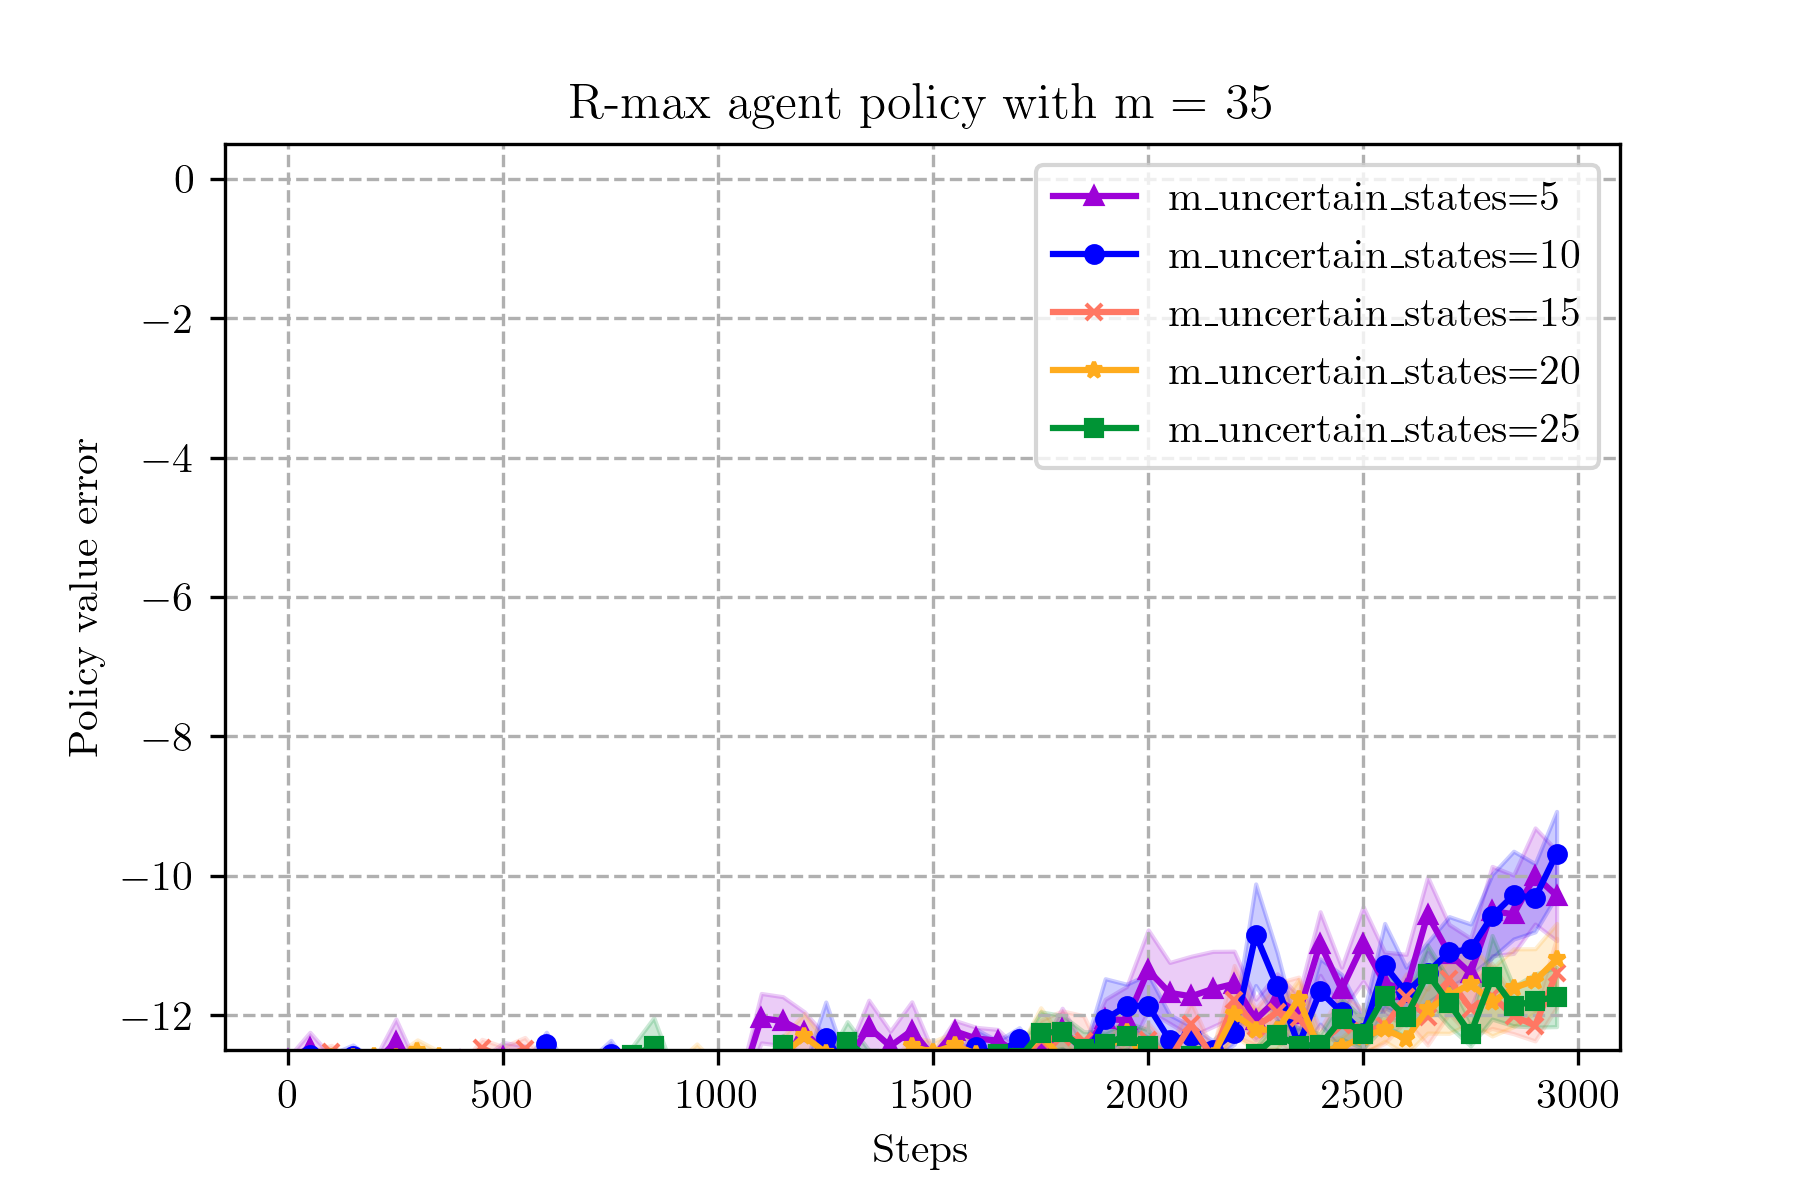 R-max agent policy with m = 35
Policy value error
0
−2
−4
−6
−8
−10
−12
m_uncertain_states=5
m_uncertain_states=10
m_uncertain_states=15
m_uncertain_states=20
m_uncertain_states=25
0 500 1000 1500 2000 2500 3000
Steps